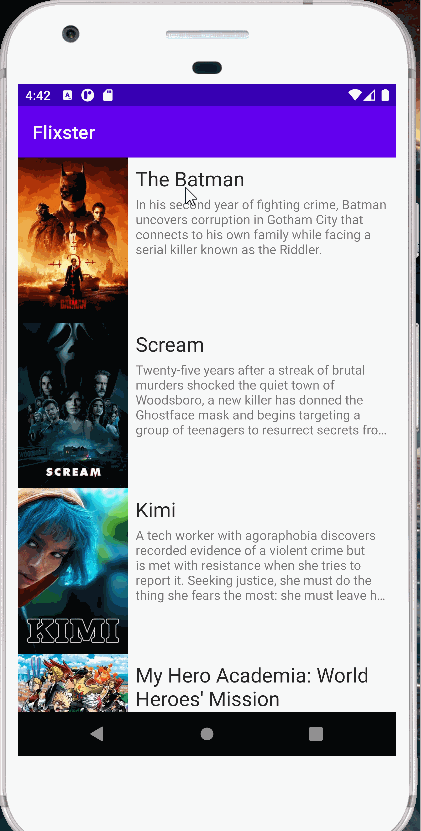 4:42
Flixster
The Batman
In his second year of fighting crime, Batman
uncovers corruption in Gotham City that
connects to his own family while facing a
serial killer known as the Riddler.
Scream
Twenty-five years after a streak of brutal
murders shocked the quiet town of
Woodsboro, a new killer has donned the
Ghostface mask and begins targeting a
group of teenagers to resurrect secrets fro...
SCREAM
Kimi
A tech worker with agoraphobia discovers
recorded evidence of a violent crime but
is met with resistance when she tries to
report it. Seeking justice, she must do the
thing she fears the most: she must leave h...
KIMI
My Hero Academia: World
Heroes' Mission